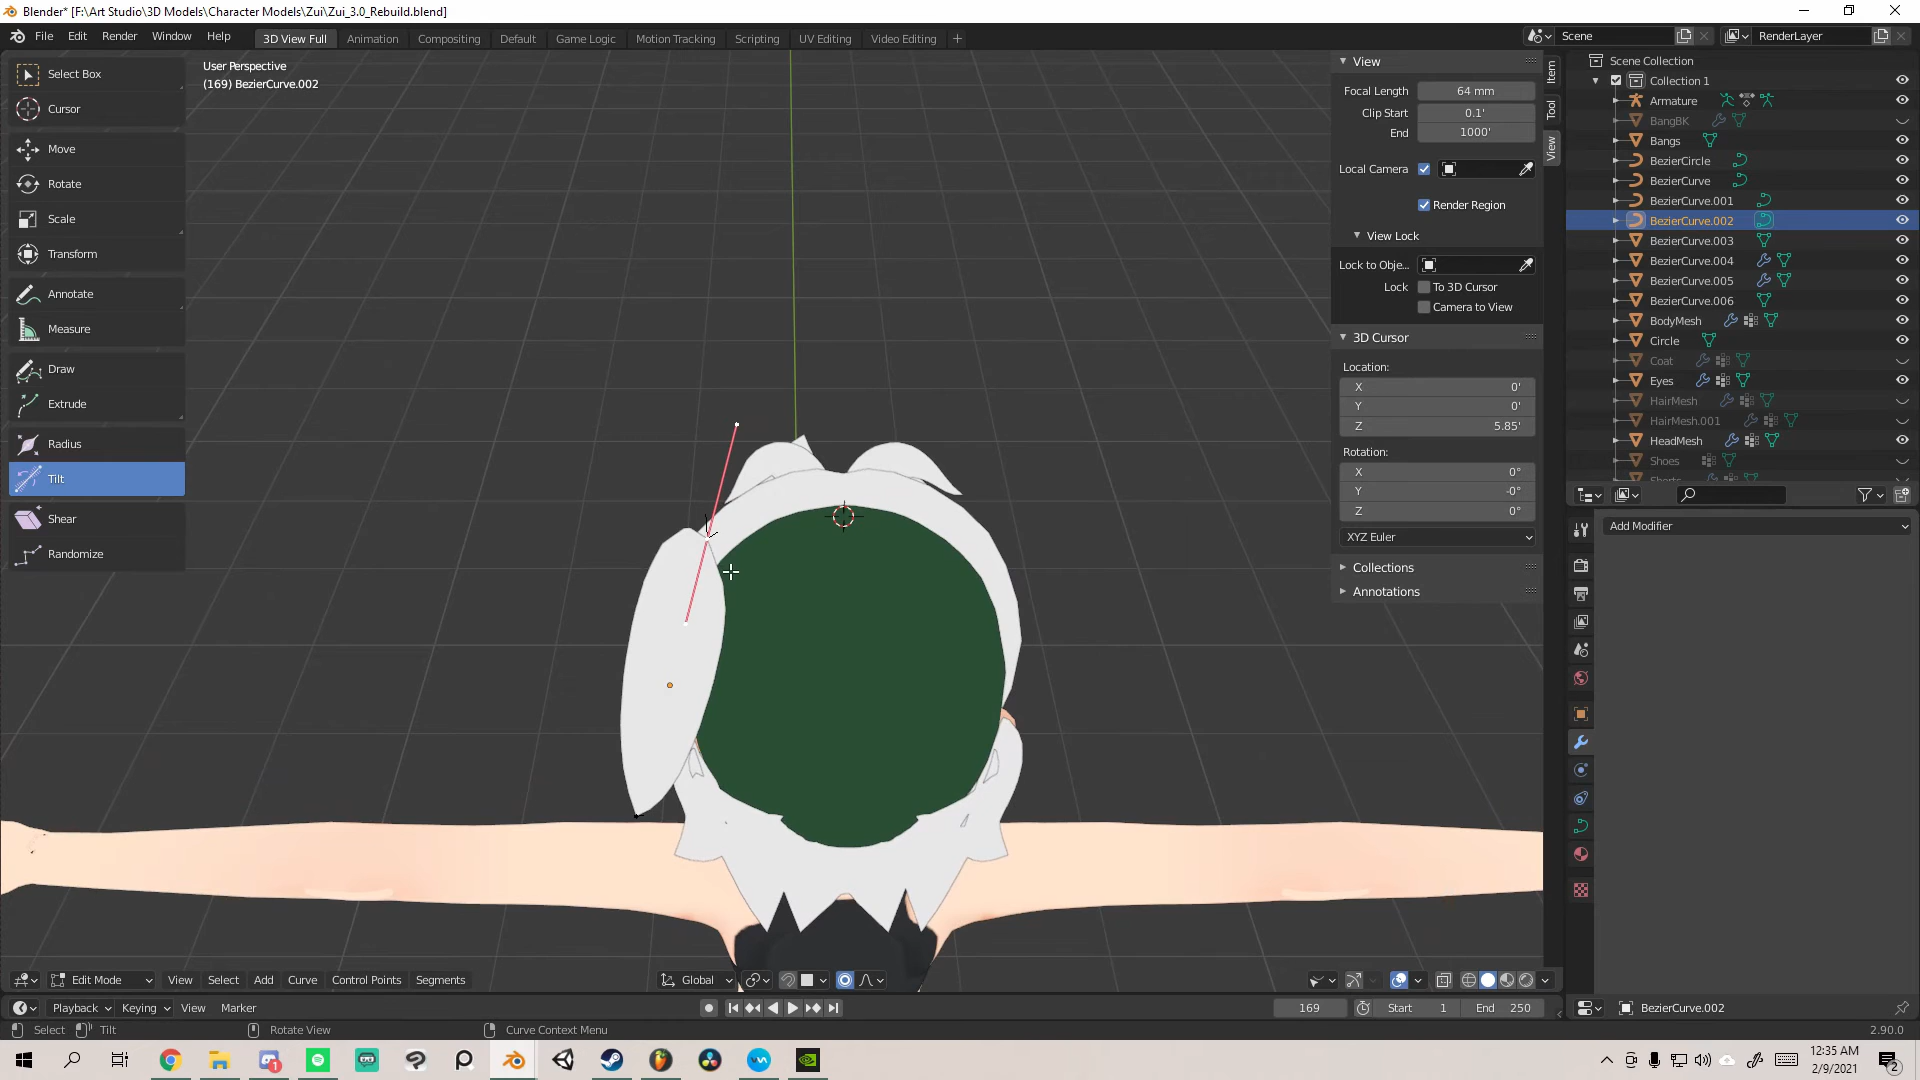 Blender* [F:\Art Studio\3D Models\Character Models\Zui\Zui_3.0_Rebuild.blend]
File Edit Render Window Help
3D View Full Animation Compositing Default Game Logic Motion Tracking Scripting UV Editing Video Editing
Scene RenderLayer
Select Box
Cursor
Move
Rotate
Scale
Transform
Annotate
Measure
Draw
Extrude
Radius
Tilt
Shear
Randomize
User Perspective
(169) BezierCurve.002
View
Focal Length 64 mm
Clip Start 0.1'
End 1000'
Local Camera
Render Region
View Lock
Lock to Obje...
Lock To 3D Cursor
Camera to View
3D Cursor
Location:
X 0'
Y 0'
Z 5.85'
Rotation:
X 0°
Y -0°
Z 0°
XYZ Euler
Collections
Annotations
Item
Tool
View
Scene Collection
Collection 1
Armature
BangBK
Bangs
BezierCircle
BezierCurve
BezierCurve.001
BezierCurve.002
BezierCurve.003
BezierCurve.004
BezierCurve.005
BezierCurve.006
BodyMesh
Circle
Coat
Eyes
HairMesh
HairMesh.001
HeadMesh
Shoes
Add Modifier
Edit Mode View Select Add Curve Control Points Segments
Global
Playback Keying View Marker
169 Start 1 End 250
BezierCurve.002
Select Tilt Rotate View Curve Context Menu
2.90.0
12:35 AM
2/9/2021
1
2